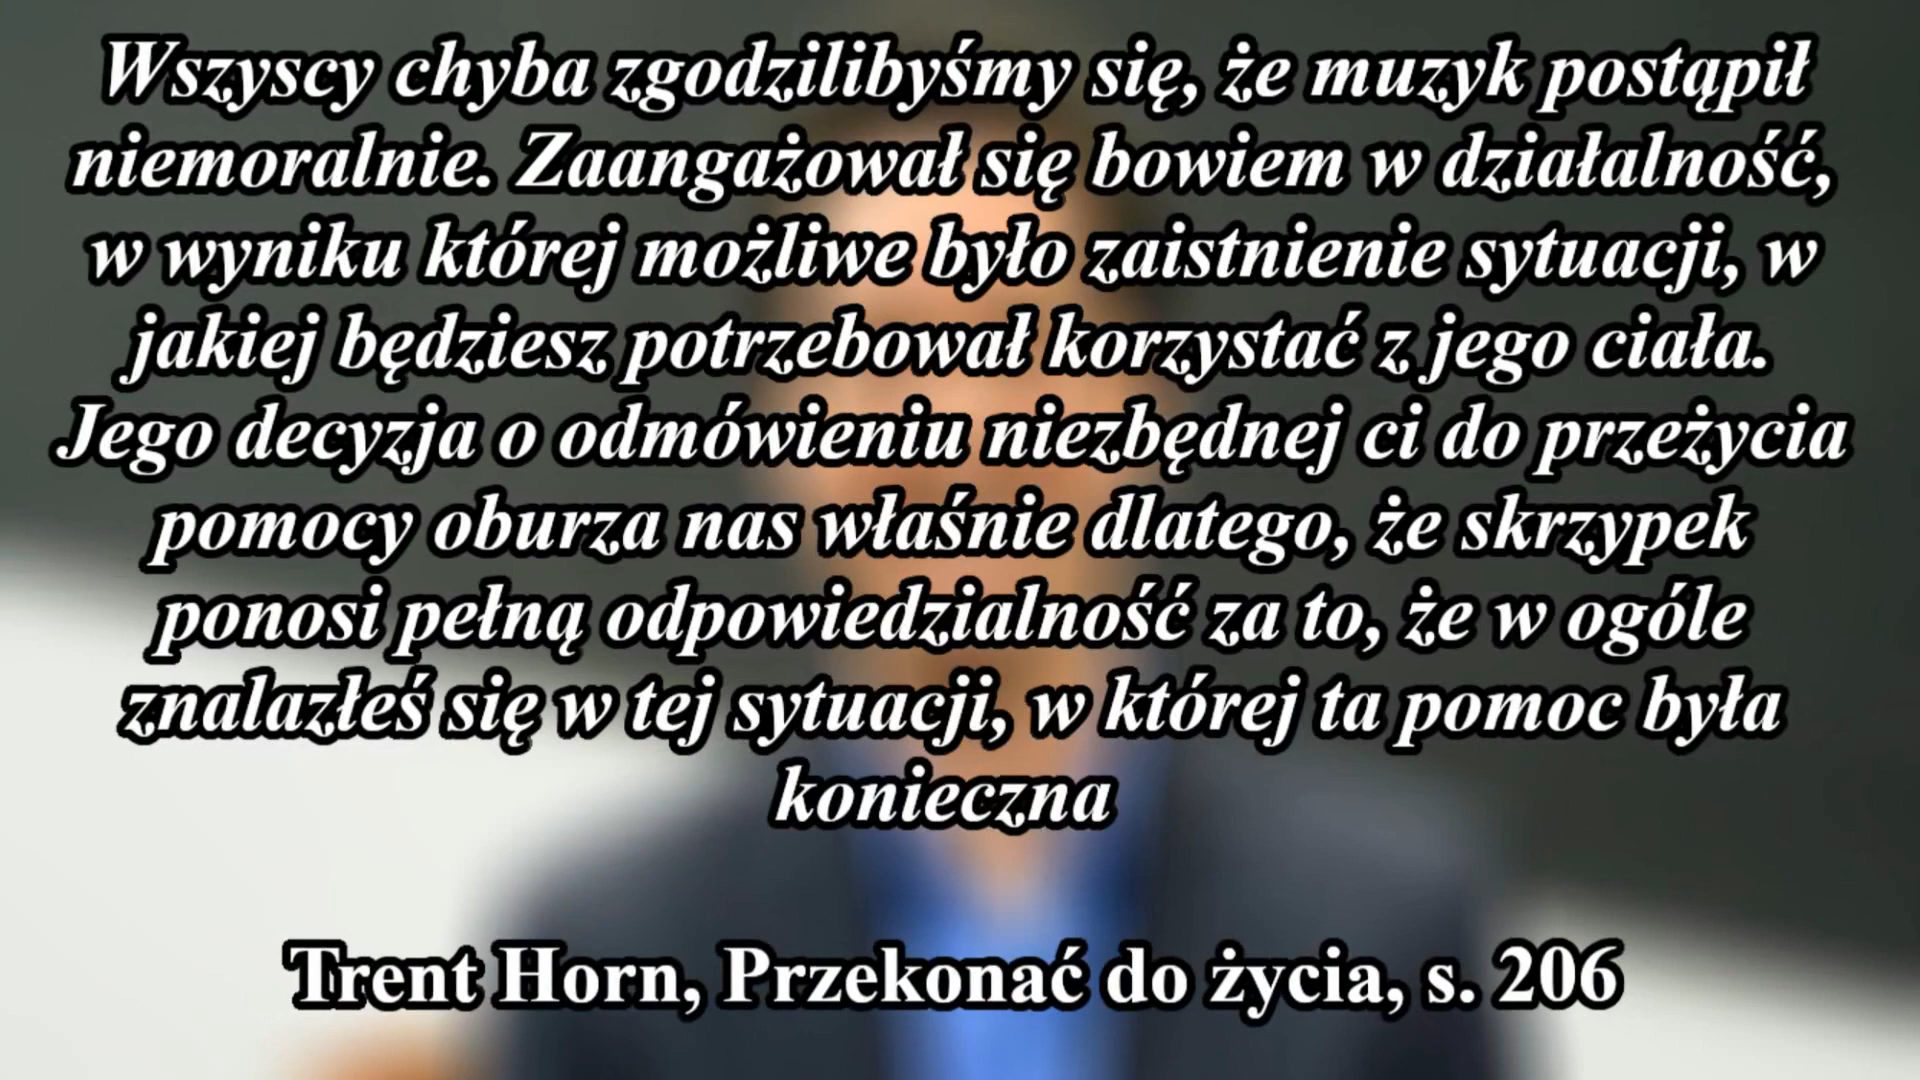 Wszyscy chyba zgodzilibyśmy się, że muzyk postąpił
niemoralnie. Zaangażował się bowiem w działalność,
w wyniku której możliwe było zaistnienie sytuacji, w
jakiej będziesz potrzebował korzystać z jego ciała.
Jego decyzja o odmówieniu niezbędnej ci do przeżycia
pomocy oburza nas właśnie dlatego, że skrzypek
ponosi pełną odpowiedzialność za to, że w ogóle
znalazłeś się w tej sytuacji, w której ta pomoc była
konieczna
Trent Horn, Przekonać do życia, s. 206